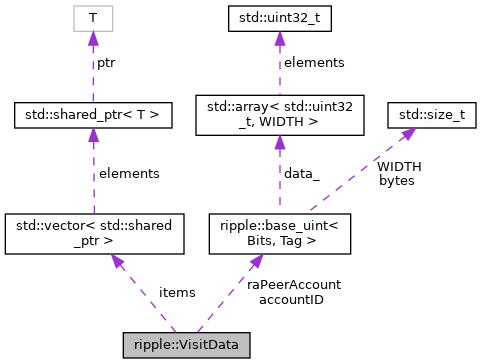 T
std::uint32_t
ptr
elements
std::shared_ptr< T >
std::array< std::uint32
_t, WIDTH >
std::size_t
elements
data_
WIDTH
bytes
std::vector< std::shared
_ptr >
ripple::base_uint<
Bits, Tag >
items
raPeerAccount
accountID
ripple::VisitData